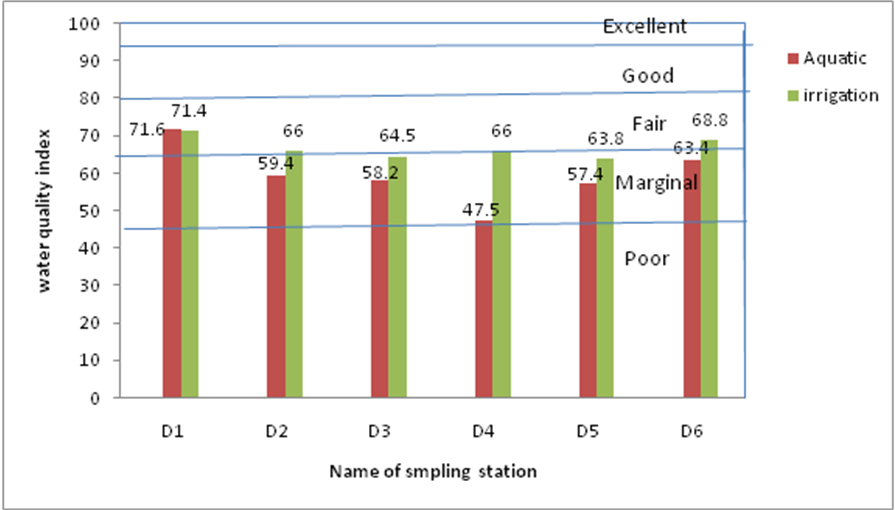 100
90
80
70
60
50
40
30
20
10
0
water quality index
Excellent
Good
Fair
Marginal
Poor
71.6
71.4
59.4
66
58.2
64.5
47.5
66
57.4
63.8
63.4
68.8
D1 D2 D3 D4 D5 D6
Name of smpling station
Aquatic
irrigation